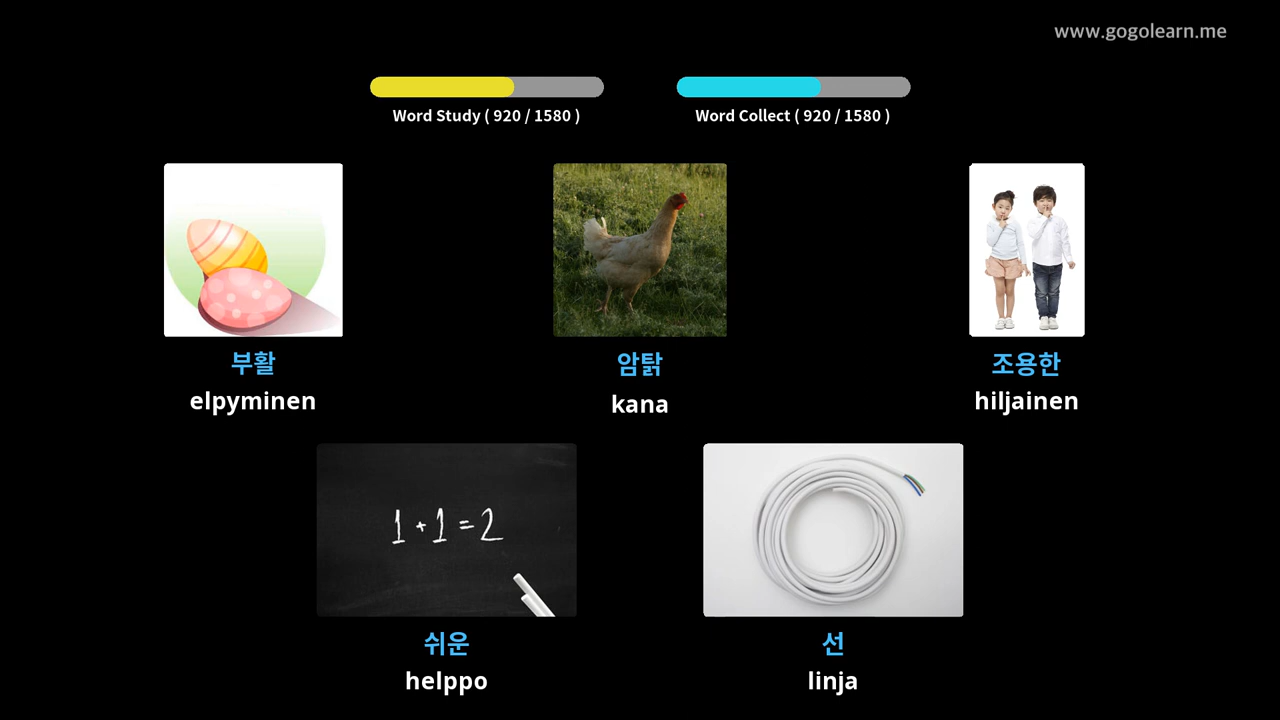 www.gogolearn.me
Word Study ( 920 / 1580 )
Word Collect ( 920 / 1580 )
부활
elpyminen
암탉
kana
조용한
hiljainen
1 + 1 = 2
쉬운
helppo
선
linja